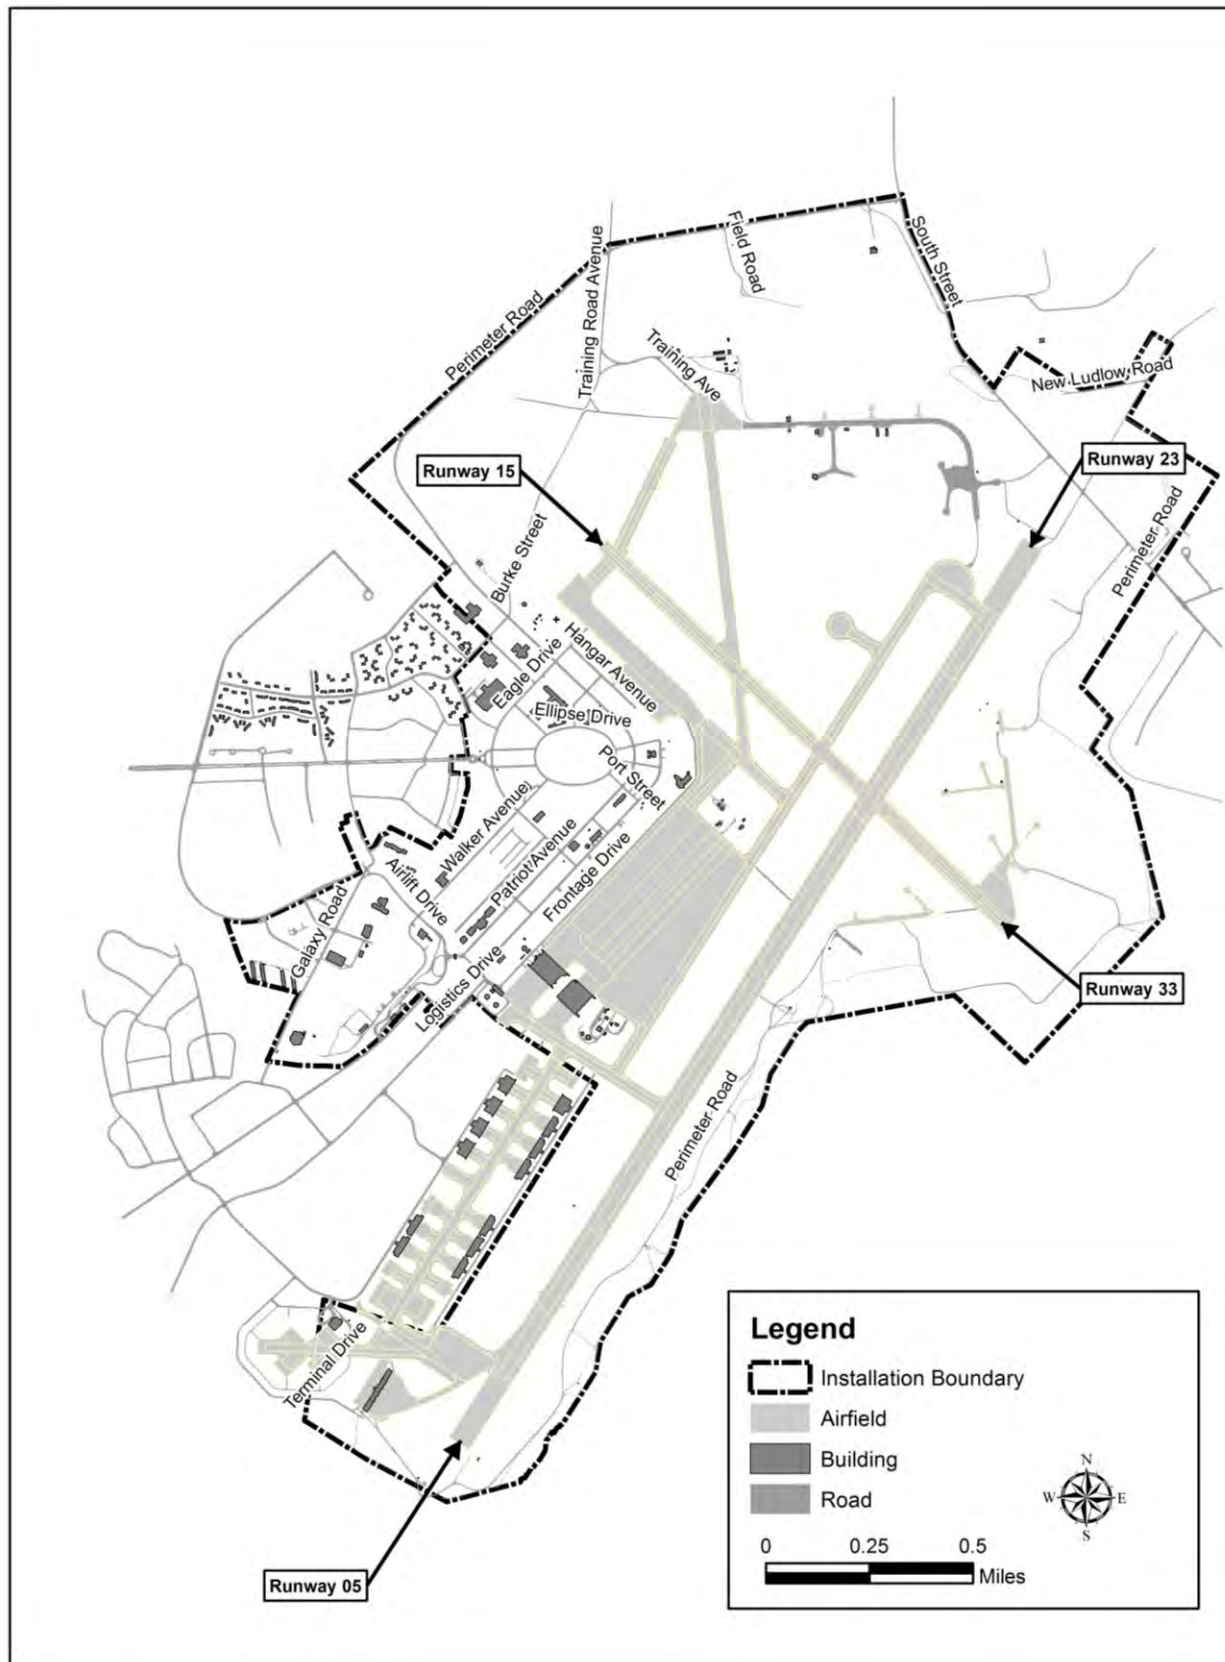 Field Road
South Street
Training Road Avenue
Perimeter Road
Training Ave
New Ludlow Road
Runway 15
Runway 23
Perimeter Road
Burke Street
Hangar Avenue
Eagle Drive
Ellipse Drive
Port Street
Walker Avenue
Patriot Avenue
Frontage Drive
Airlift Drive
Galaxy Road
Logistics Drive
Runway 33
Perimeter Road
Terminal Drive
Runway 05
Legend
Installation Boundary
Airfield
Building
Road
N
W E
S
0 0.25 0.5
Miles